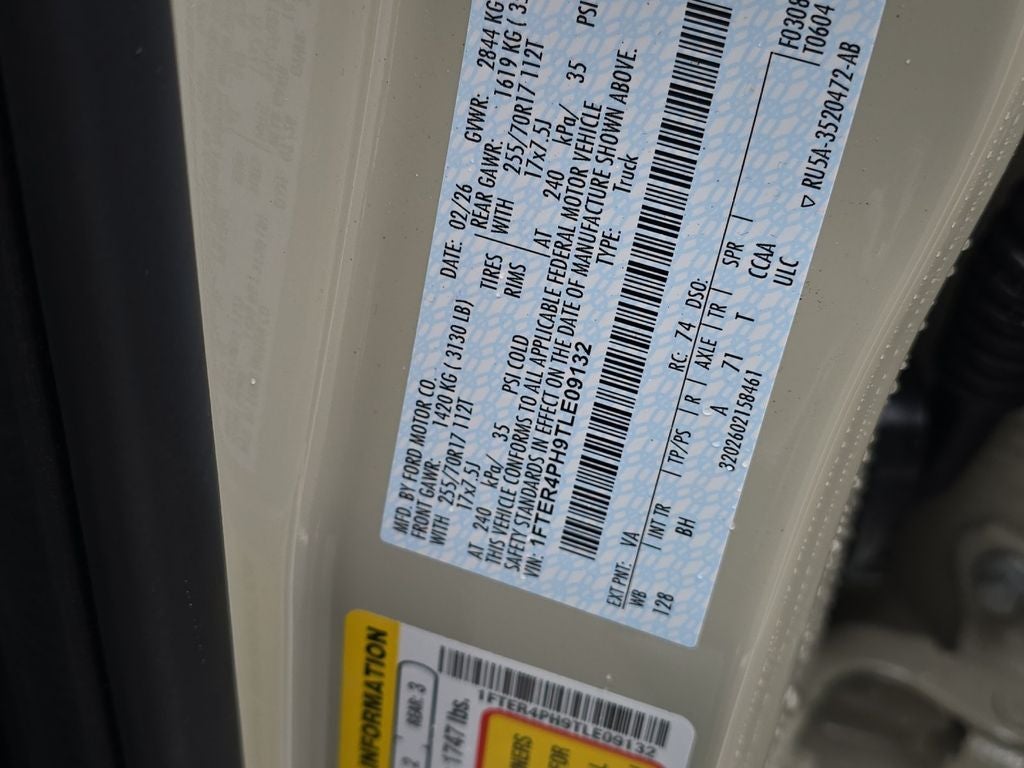 MFD. BY FORD MOTOR CO.
DATE: 02/26
GVWR: 2844 KG
FRONT GAWR: 1420 KG ( 3130 LB)
REAR GAWR: 1619 KG (
WITH 255/70R17 112T
TIRES
WITH 255/70R17 112T
17x7.5J
RIMS
17x7.5J
AT 240 kPa/ 35 PSI COLD
AT 240 kPa/ 35 PSI
THIS VEHICLE CONFORMS TO ALL APPLICABLE FEDERAL MOTOR VEHICLE
SAFETY STANDARDS IN EFFECT ON THE DATE OF MANUFACTURE SHOWN ABOVE.
VIN: 1FTER4PH9TLE09132
TYPE: Truck
F0308
T0604
EXT PNT: VA
RC: 74 DSO:
WB | INT TR | TP/PS | R | AXLE | TR | SPR |
128 BH A 71 T CCAA
3202602158461
ULC
▽ RU5A-3520472-AB
INFORMATION
2
REAR: 3
1747 lbs.
1FTER4PH9TLE09132